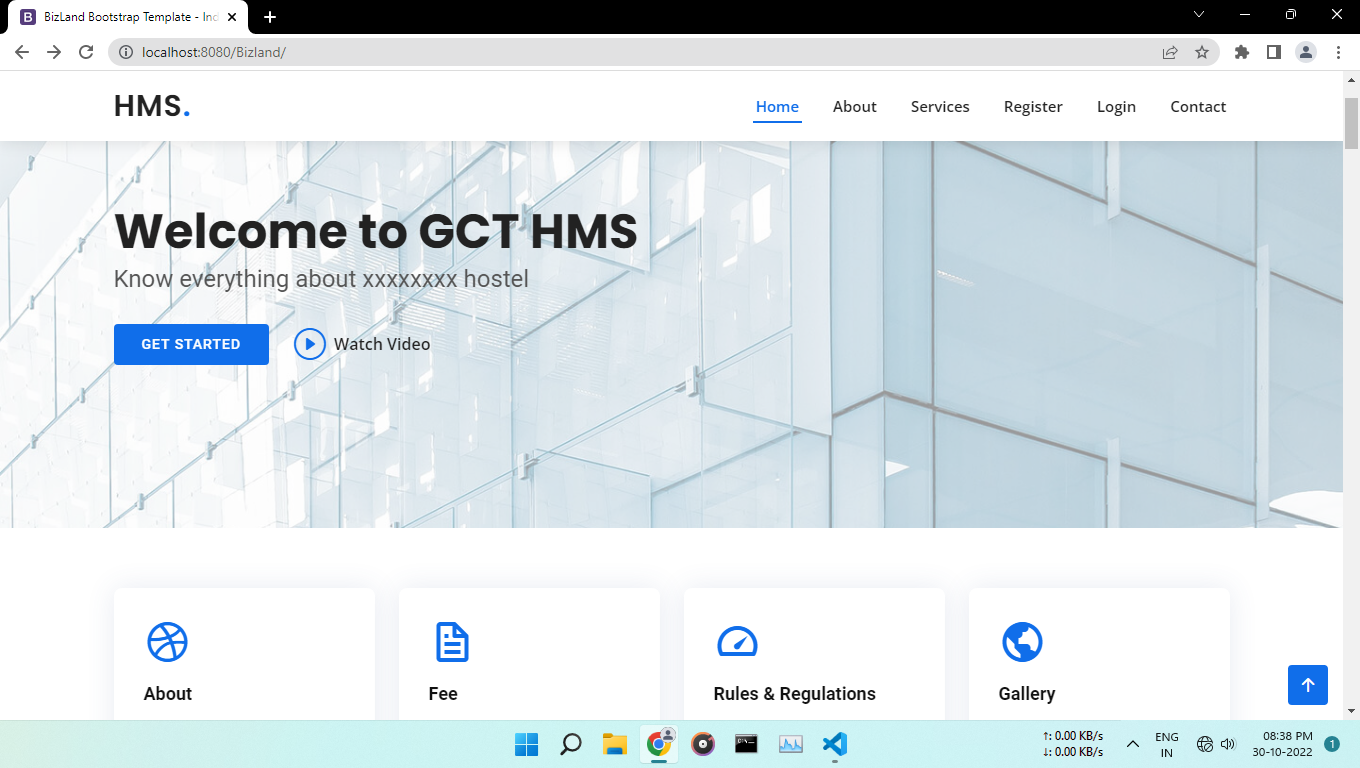 BizLand Bootstrap Template - Ind
localhost:8080/Bizland/
HMS.
Home About Services Register Login Contact
Welcome to GCT HMS
Know everything about xxxxxxxx hostel
GET STARTED Watch Video
About Fee Rules & Regulations Gallery
↑: 0.00 KB/s
↓: 0.00 KB/s
ENG
IN
08:38 PM
30-10-2022
1